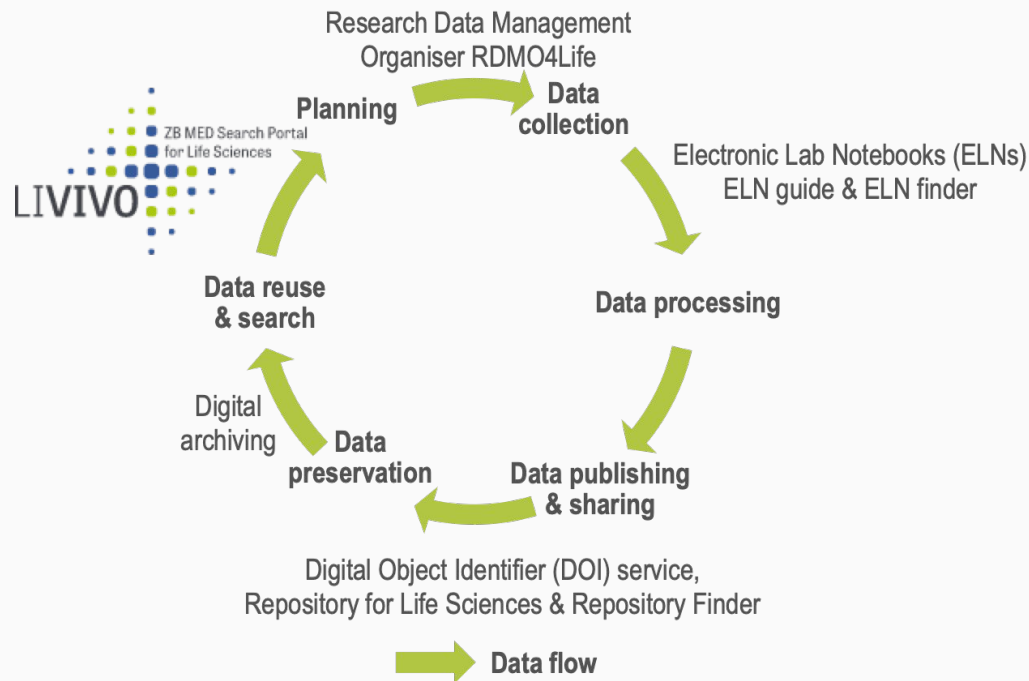 Research Data Management
Organiser RDMO4Life
Planning
Data
collection
ZB MED Search Portal
for Life Sciences
LIVIVO
Electronic Lab Notebooks (ELNs)
ELN guide & ELN finder
Data reuse
& search
Data processing
Digital
archiving
Data
preservation
Data publishing
& sharing
Digital Object Identifier (DOI) service,
Repository for Life Sciences & Repository Finder
Data flow